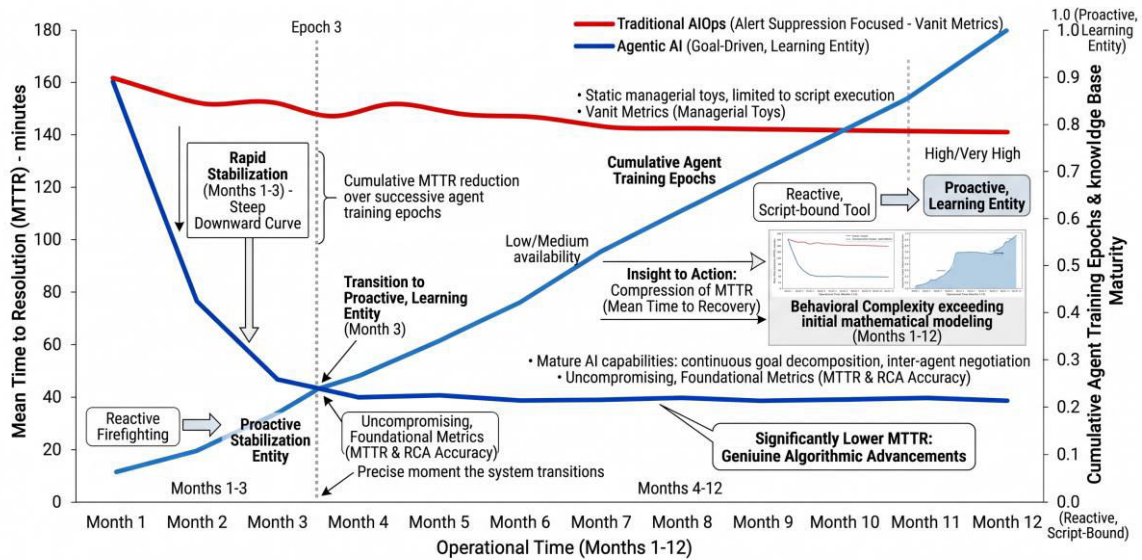 Epoch 3
Traditional AIOps (Alert Suppression Focused - Vanit Metrics)
Agentic AI (Goal-Driven, Learning Entity)
1.0 (Proactive,
Learning
Entity)
Mean Time to Resolution (MTTR) - minutes
180
160
140
120
100
80
60
40
20
0
• Static managerial toys, limited to script execution
• Vanit Metrics (Managerial Toys)
Rapid
Stabilization
(Months 1-3) -
Steep
Downward Curve
Cumulative MTTR reduction
over successive agent
training epochs
Cumulative Agent
Training Epochs
High/Very High
Reactive,
Script-bound Tool
Proactive,
Learning Entity
Low/Medium
availability
Transition to
Proactive, Learning
Entity
(Month 3)
Insight to Action:
Compression of MTTR
(Mean Time to Recovery)
Behavioral Complexity exceeding
initial mathematical modeling
(Months 1-12)
• Mature AI capabilities: continuous goal decomposition, inter-agent negotiation
• Uncompromising, Foundational Metrics (MTTR & RCA Accuracy)
Reactive
Firefighting
Proactive
Stabilization
Entity
Uncompromising,
Foundational Metrics
(MTTR & RCA Accuracy)
Precise moment the system transitions
Significantly Lower MTTR:
Geniuine Algorithmic Advancements
Months 1-3
Months 4-12
1.0
0.9
0.8
0.7
0.6
0.5
0.4
0.3
0.2
0.1
0.0
(Reactive,
Script-Bound)
Cumulative Agent Training Epochs & knowledge Base
Maturity
Month 1 Month 2 Month 3 Month 4 Month 5 Month 6 Month 7 Month 8 Month 9 Month 10 Month 11 Month 12
Operational Time (Months 1-12)